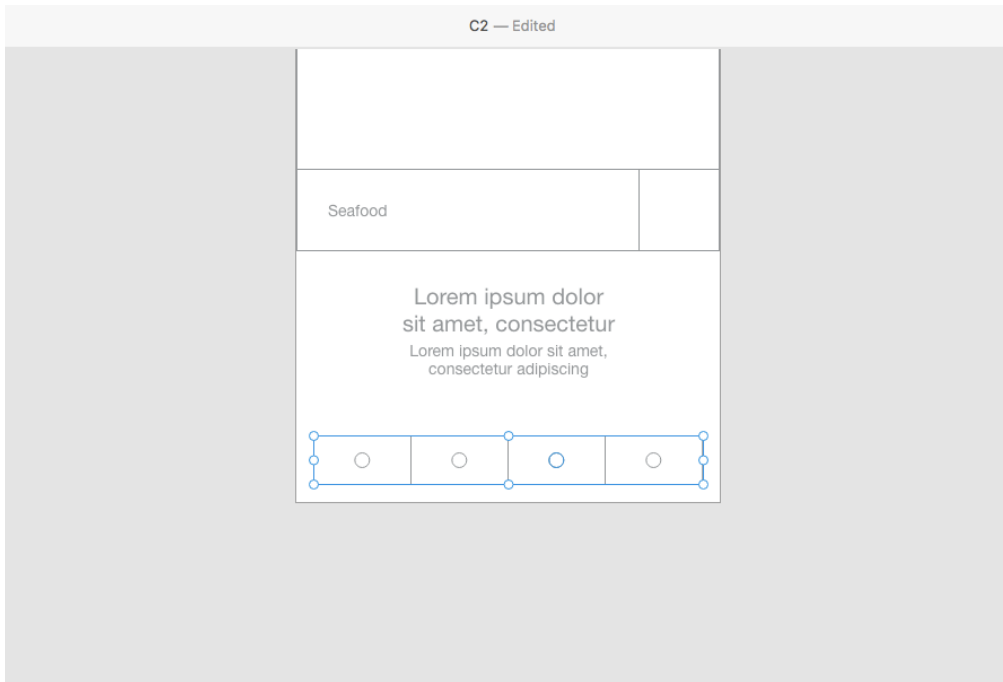 C2 — Edited
Seafood
Lorem ipsum dolor
sit amet, consectetur
Lorem ipsum dolor sit amet,
consectetur adipiscing